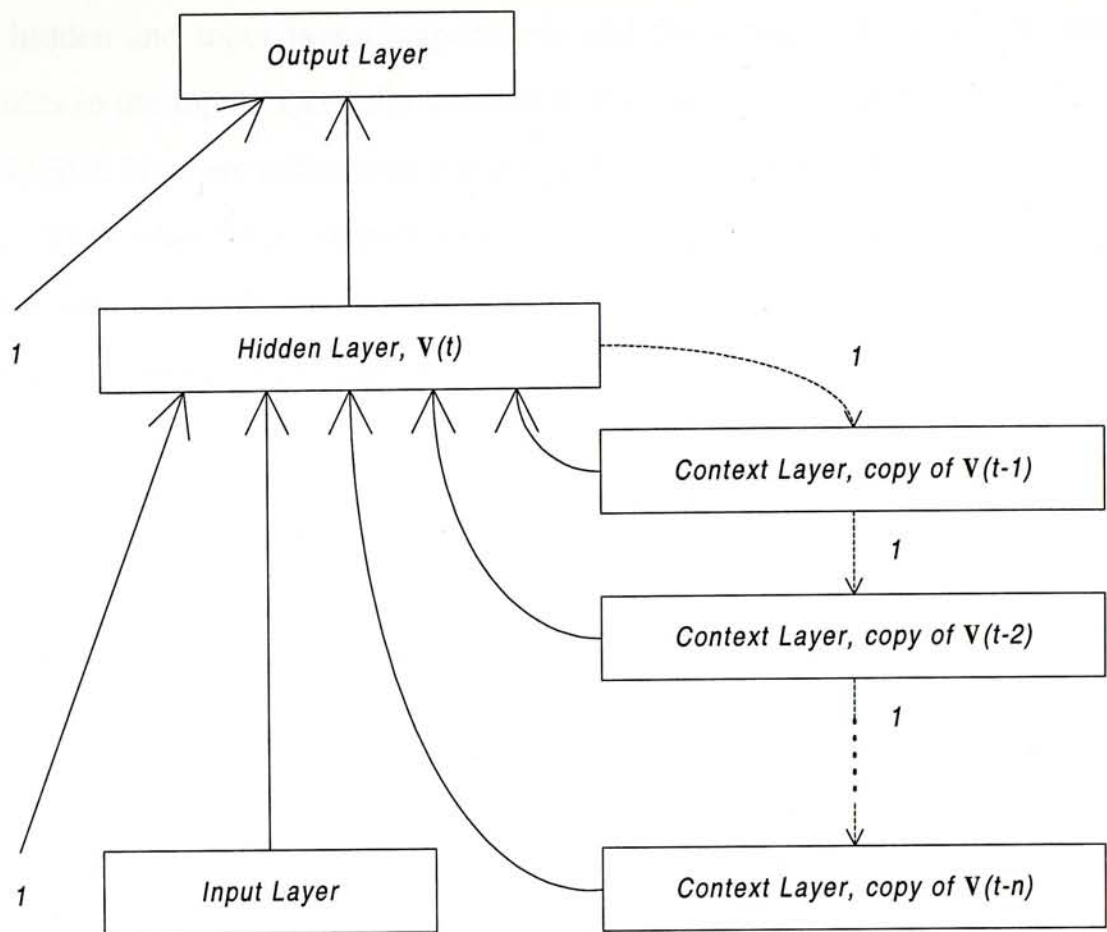 Output Layer
1
Hidden Layer, V(t)
1
Context Layer, copy of V(t-1)
1
Context Layer, copy of V(t-2)
1
1
Input Layer
Context Layer, copy of V(t-n)